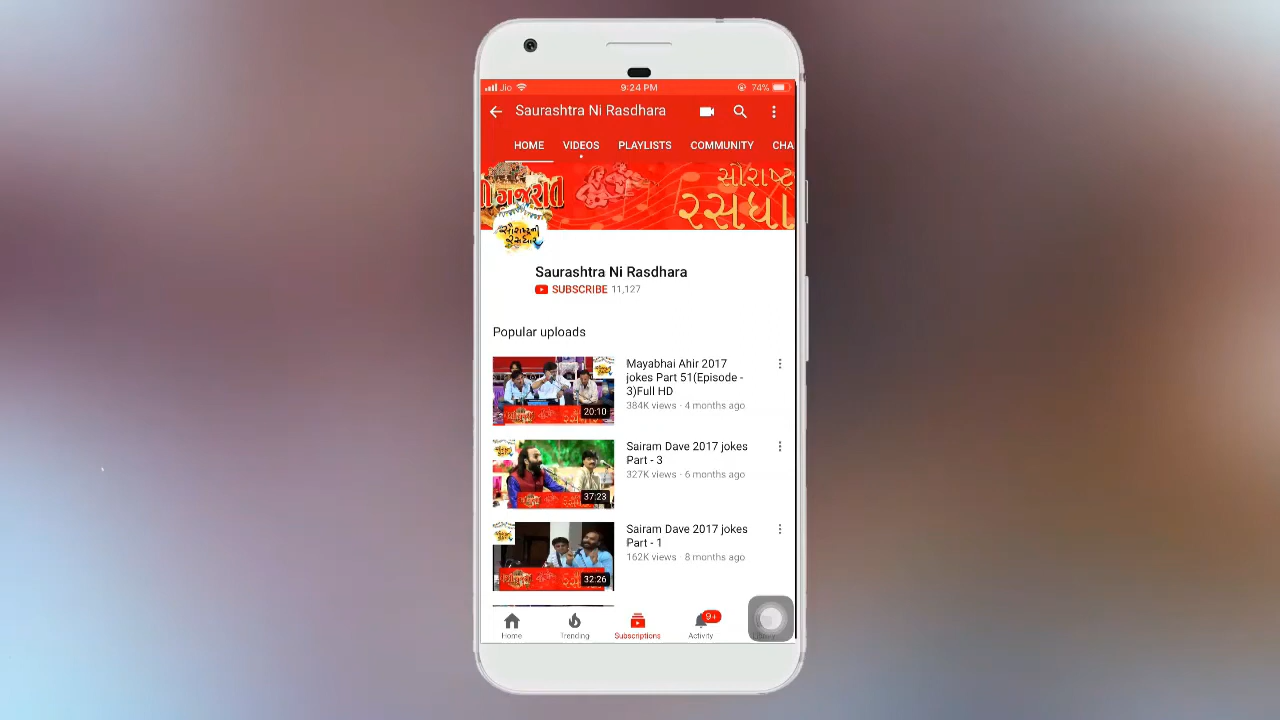 Jio 9:24 PM 74%
Saurashtra Ni Rasdhara
HOME VIDEOS PLAYLISTS COMMUNITY CHA
ગુજરાત
સૌરાષ્ટ્ર
રસધા
સૌરાષ્ટ્રની
રસધાર
Saurashtra Ni Rasdhara
SUBSCRIBE 11,127
Popular uploads
Mayabhai Ahir 2017
jokes Part 51(Episode -
3)Full HD
384K views · 4 months ago
20:10
Sairam Dave 2017 jokes
Part - 3
327K views · 6 months ago
37:23
Sairam Dave 2017 jokes
Part - 1
162K views · 8 months ago
32:26
9+
Home Trending Subscriptions Activity